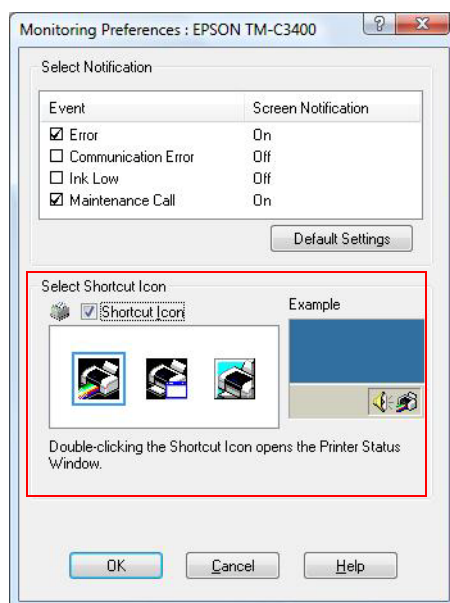 Monitoring Preferences : EPSON TM-C3400
Select Notification
Event Screen Notification
Error On
Communication Error Off
Ink Low Off
Maintenance Call On
Default Settings
Select Shortcut Icon
Shortcut Icon
Example
Double-clicking the Shortcut Icon opens the Printer Status
Window.
OK Cancel Help